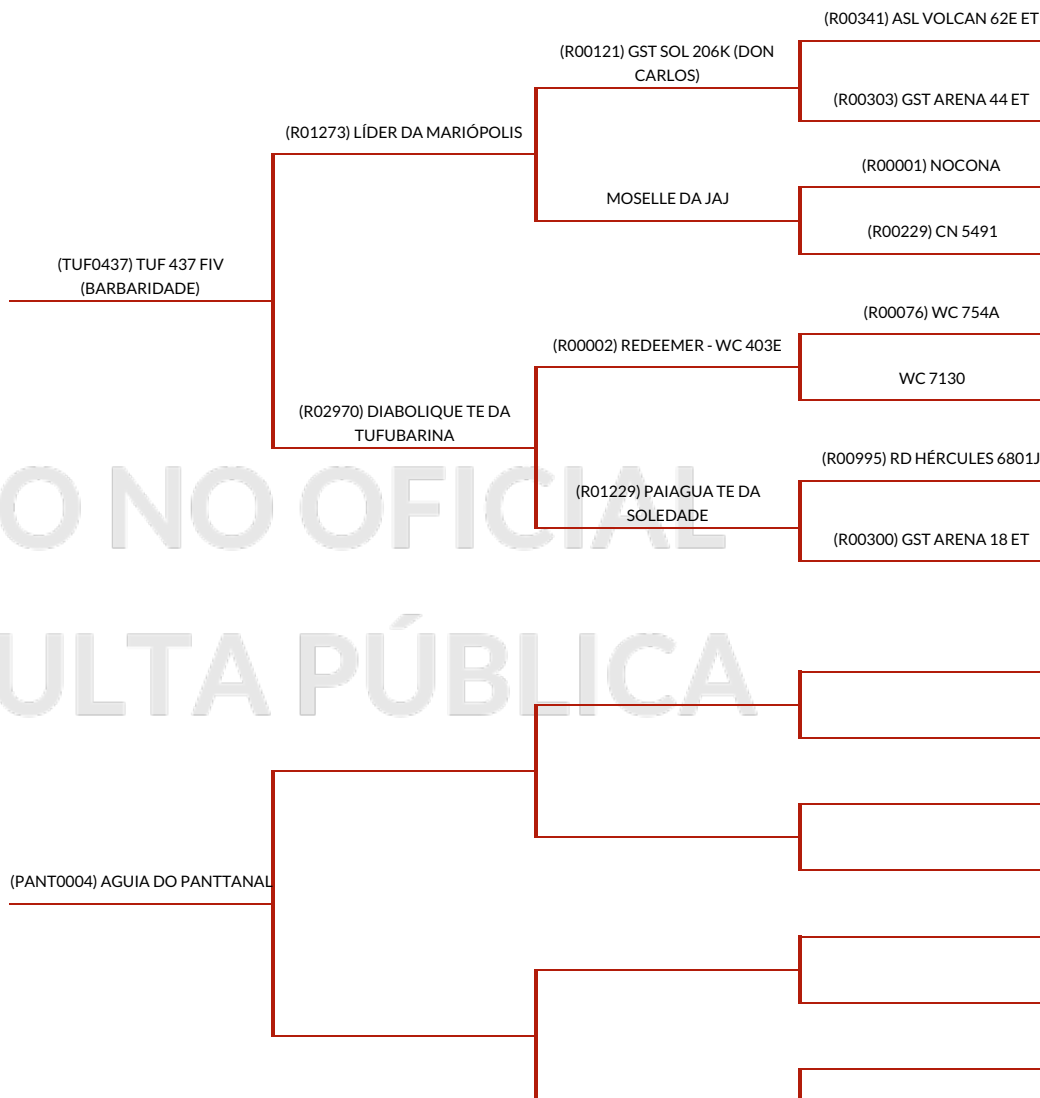 (R00341) ASL VOLCAN 62E ET
(R00121) GST SOL 206K (DON
CARLOS)
(R00303) GST ARENA 44 ET
(R01273) LÍDER DA MARIÓPOLIS
(R00001) NOCONA
MOSELLE DA JAJ
(R00229) CN 5491
(TUF0437) TUF 437 FIV
(BARBARIDADE)
(R00076) WC 754A
(R00002) REDEEMER - WC 403E
WC 7130
(R02970) DIABOLIQUE TE DA
TUFUBARINA
(R00995) RD HÉRCULES 6801J
(R01229) PAIAGUA TE DA
SOLEDADE
(R00300) GST ARENA 18 ET
O NO OFICIAL
ULTA PÚBLICA
(PANT0004) AGUIA DO PANTTANAL